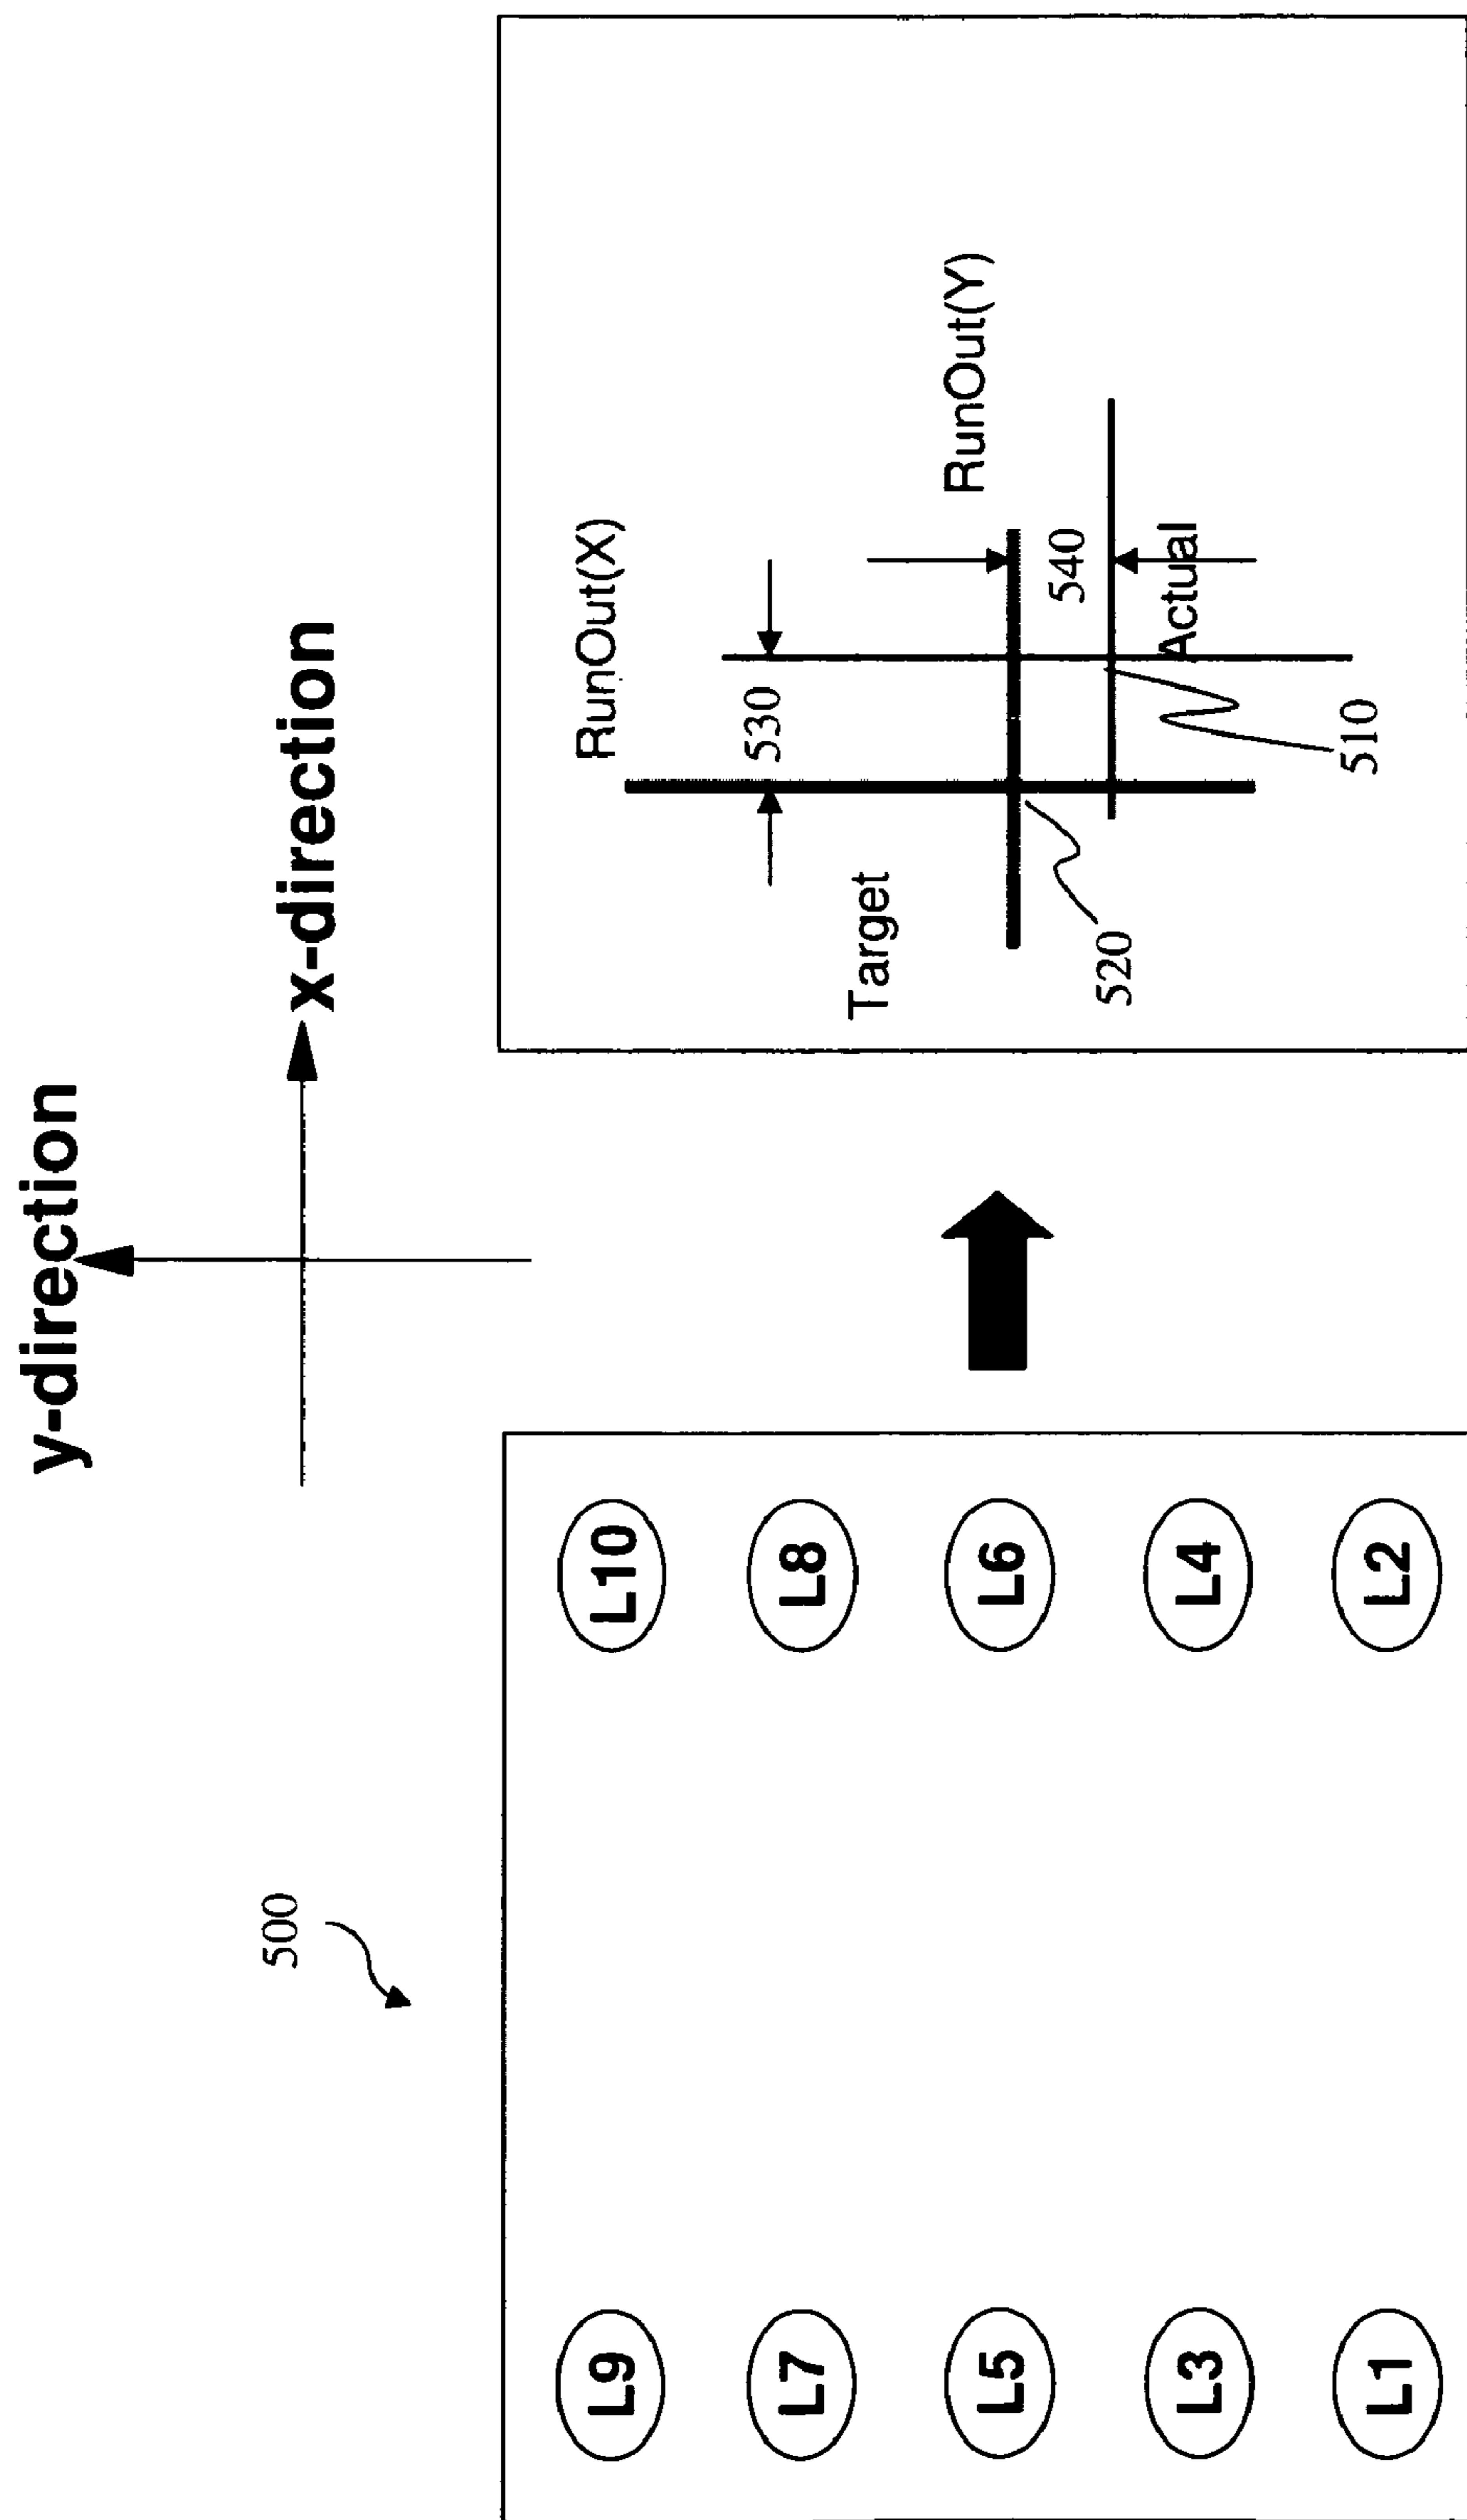 y-direction
x-direction
500
L9
L10
L7
L8
L5
L6
L3
L4
L1
L2
RunOut(X)
530
Target
RunOut(Y)
540
Actual
520
510